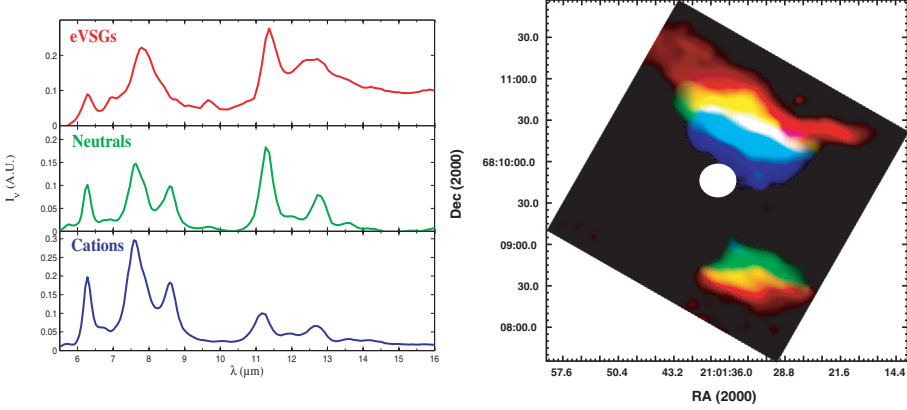 eVSGs
0.2
0.1
0
Neutrals
0.2
0.15
0.1
0.05
0
Cations
0.3
0.25
0.2
0.15
0.1
0.05
0
6 7 8 9 10 11 12 13 14 15 16
λ (μm)
I_ν (A.U.)
30.0
11:00.0
30.0
68:10:00.0
30.0
09:00.0
30.0
08:00.0
Dec (2000)
57.6 50.4 43.2 21:01:36.0 28.8 21.6 14.4
RA (2000)